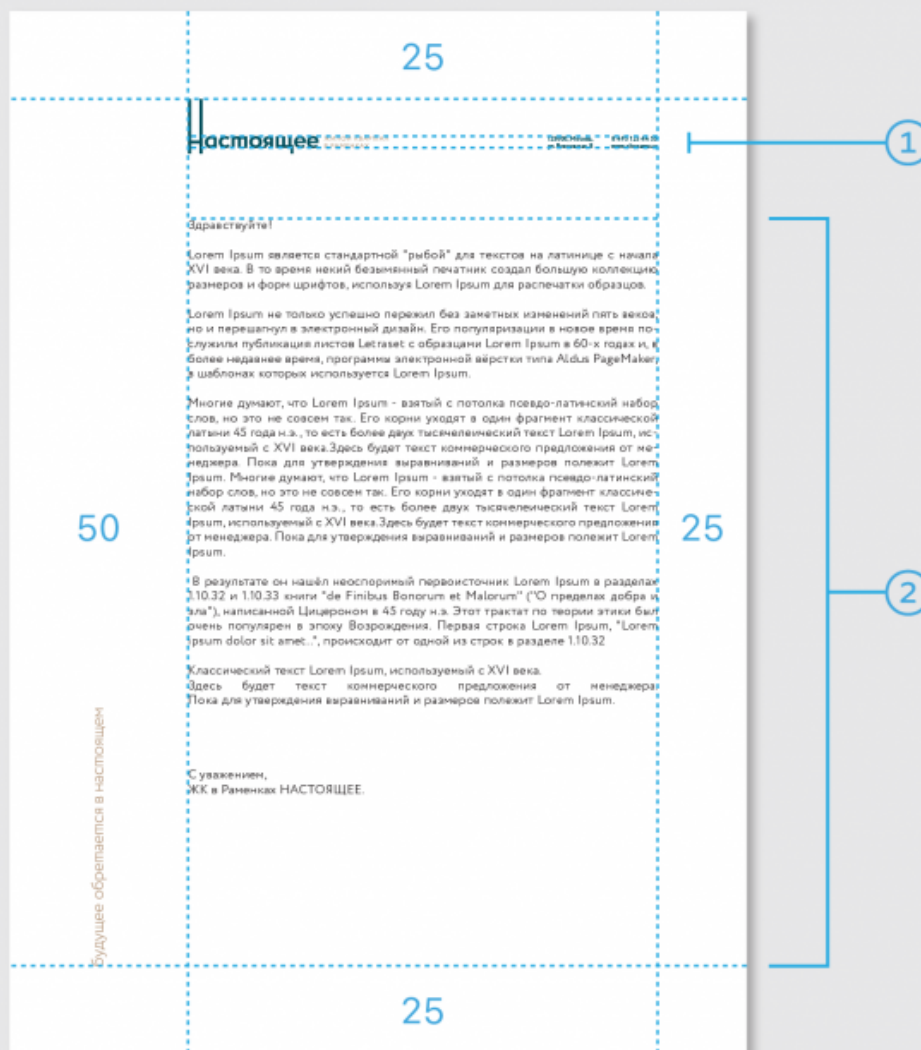 25
Настоящее
1
Здравствуйте!
Lorem Ipsum является стандартной "рыбой" для текстов на латинице с начала
XVI века. В то время некий безымянный печатник создал большую коллекцию
размеров и форм шрифтов, используя Lorem Ipsum для распечатки образцов.
Lorem Ipsum не только успешно пережил без заметных изменений пять веков,
но и перешагнул в электронный дизайн. Его популяризации в новое время по-
служили публикация листов Letraset с образцами Lorem Ipsum в 60-х годах и, в
более недавнее время, программы электронной вёрстки типа Aldus PageMaker,
в шаблонах которых используется Lorem Ipsum.
Многие думают, что Lorem Ipsum - взятый с потолка псевдо-латинский набор
слов, но это не совсем так. Его корни уходят в один фрагмент классической
латыни 45 года н.э., то есть более двух тысячелеический текст Lorem Ipsum, ис-
пользуемый с XVI века.Здесь будет текст коммерческого предложения от ме-
неджера. Пока для утверждения выравниваний и размеров полежит Lorem
Ipsum. Многие думают, что Lorem Ipsum - взятый с потолка псевдо-латинский
набор слов, но это не совсем так. Его корни уходят в один фрагмент классиче-
ской латыни 45 года н.э., то есть более двух тысячелеический текст Lorem
Ipsum, используемый с XVI века.Здесь будет текст коммерческого предложения
от менеджера. Пока для утверждения выравниваний и размеров полежит Lorem
Ipsum.
50
25
В результате он нашёл неоспоримый первоисточник Lorem Ipsum в разделах
1.10.32 и 1.10.33 книги "de Finibus Bonorum et Malorum" ("О пределах добра и
зла"), написанной Цицероном в 45 году н.э. Этот трактат по теории этики был
очень популярен в эпоху Возрождения. Первая строка Lorem Ipsum, "Lorem
ipsum dolor sit amet..", происходит от одной из строк в разделе 1.10.32
2
Классический текст Lorem Ipsum, используемый с XVI века.
Здесь будет текст коммерческого предложения от менеджера.
Пока для утверждения выравниваний и размеров полежит Lorem Ipsum.
С уважением,
ЖК в Раменках НАСТОЯЩЕЕ.
будущее обретается в настоящем
25